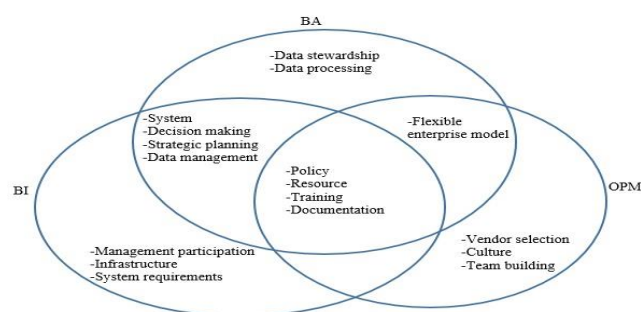 BA
-Data stewardship
-Data processing
-System
-Decision making
-Strategic planning
-Data management
-Flexible
enterprise model
-Policy
-Resource
-Training
-Documentation
BI
OPM
-Management participation
-Infrastructure
-System requirements
-Vendor selection
-Culture
-Team building